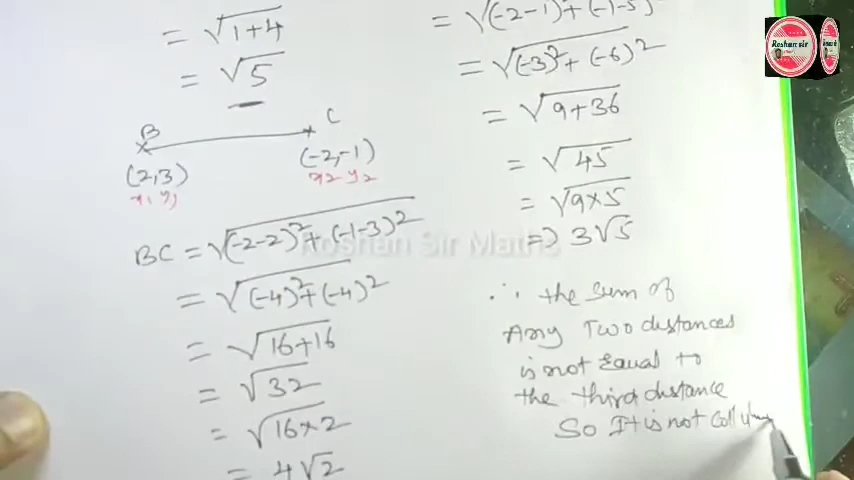 = √1+4
= √5
B C
(2,3) (-2,-1)
x1 y1 x2 y2
BC = √(-2-2)²+(-1-3)²
= √(-4)²+(-4)²
= √16+16
= √32
= √16×2
= 4√2
= √(-2-1)²+(-1-5)²
= √(-3)²+(-6)²
= √9+36
= √45
= √9×5
=> 3√5
∴ the Sum of
Any Two distances
is not Equal to
the third distance
So It is not
Roshan Sir Maths
Roshan sir